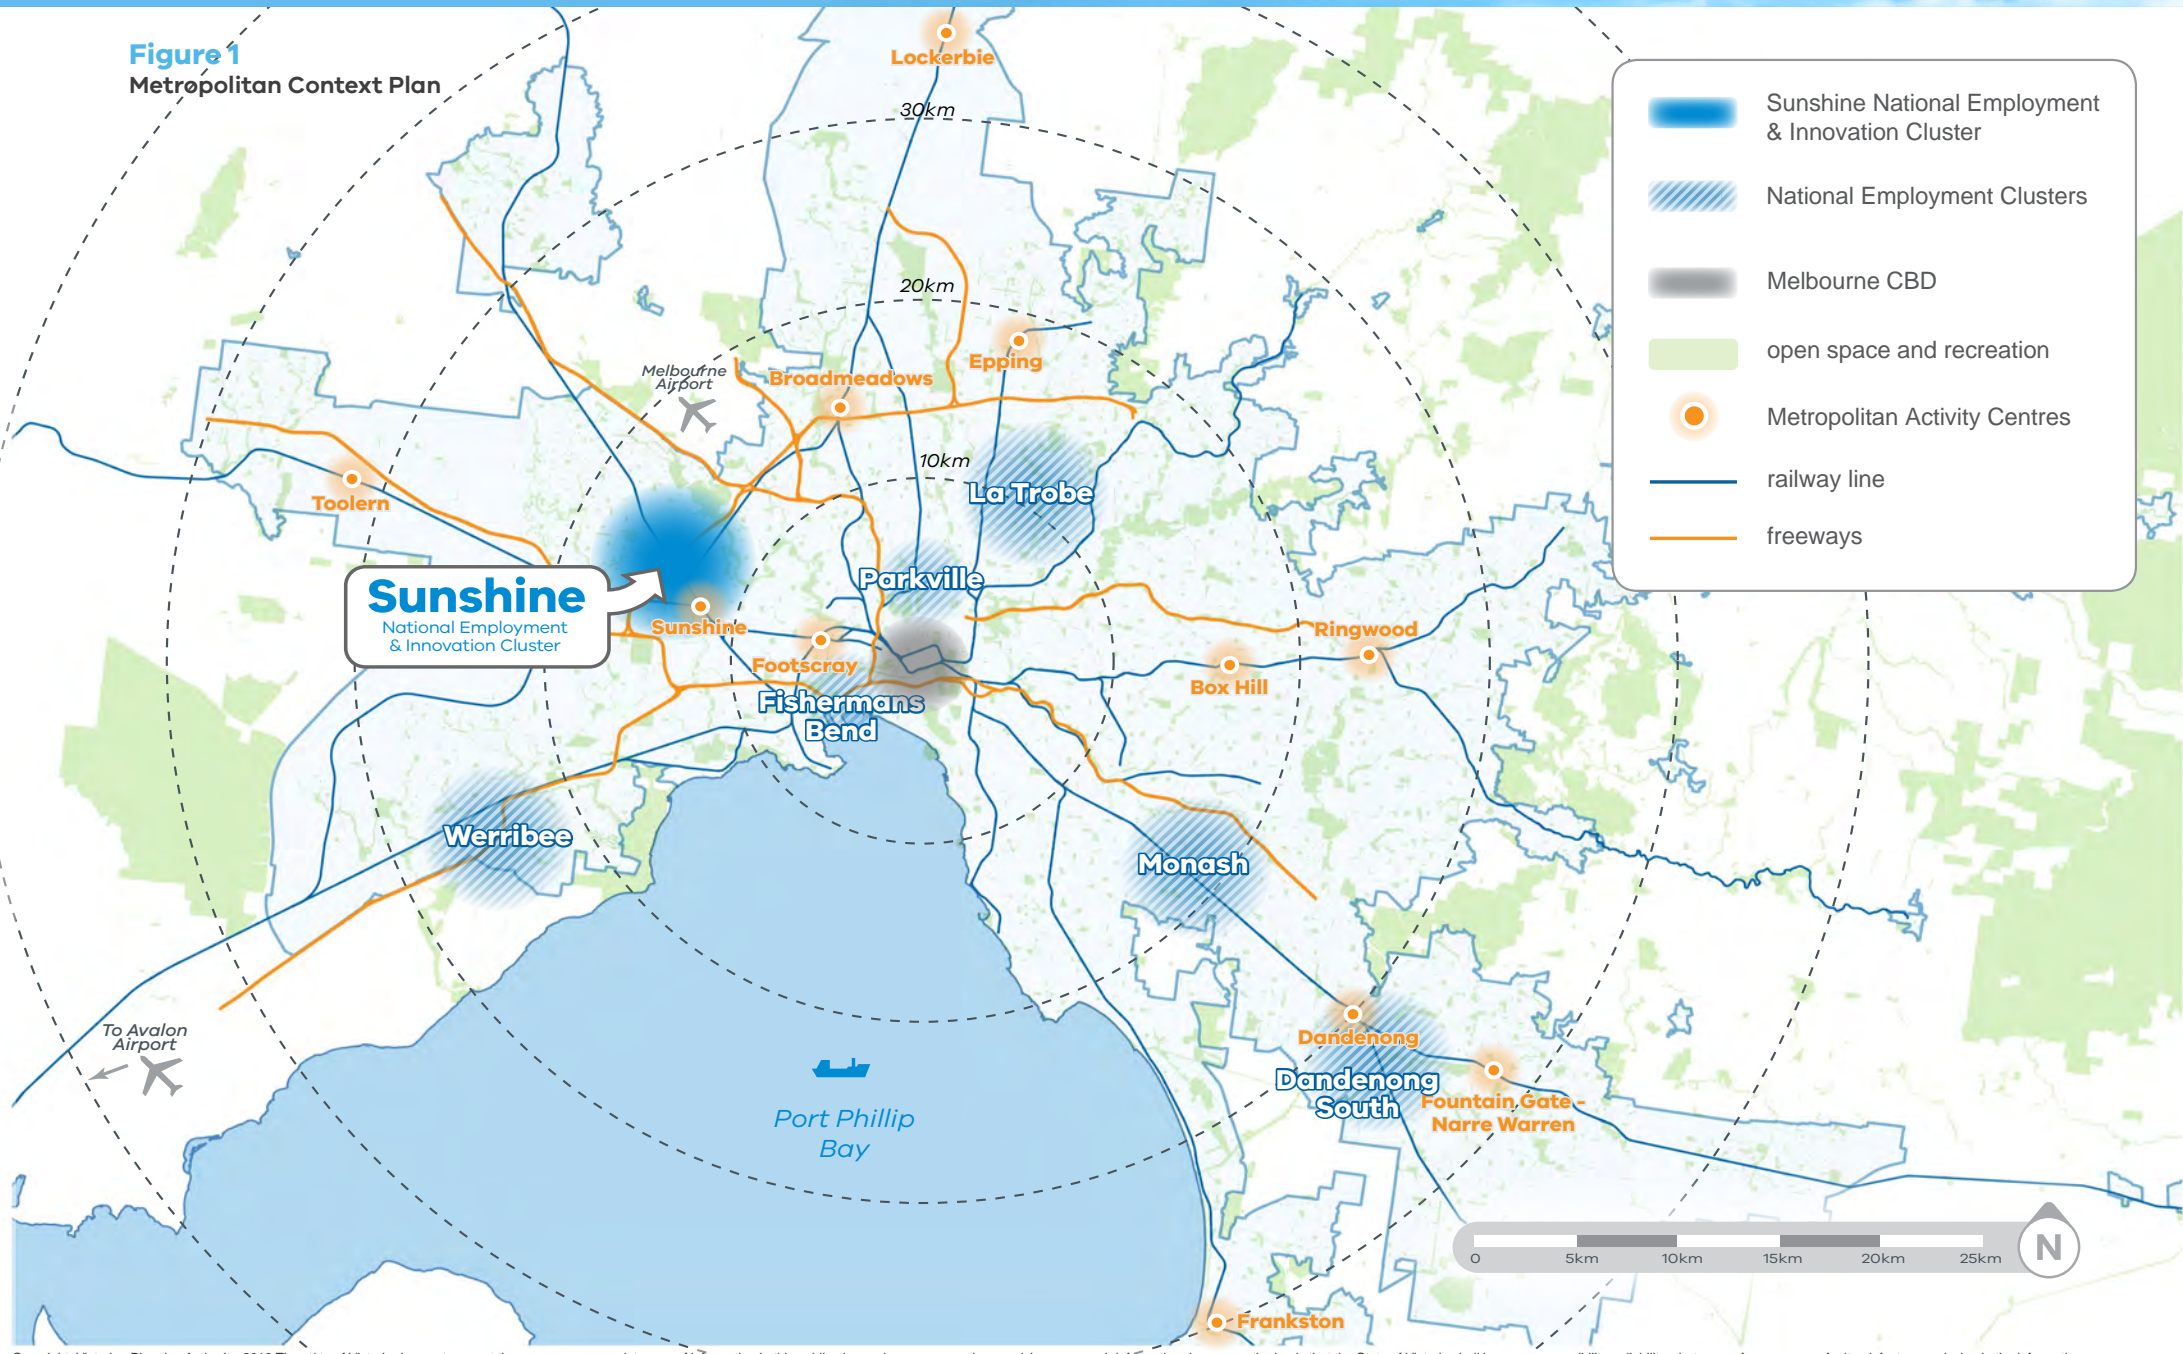 Figure 1
Metropolitan Context Plan
Lockerbie
30km
20km
10km
Melbourne
Airport
Broadmeadows
Epping
Toolern
La Trobe
Parkville
Sunshine
National Employment
& Innovation Cluster
Sunshine
Footscray
Fishermans
Bend
Ringwood
Box Hill
Werribee
Monash
To Avalon
Airport
Dandenong
Dandenong
South
Fountain Gate -
Narre Warren
Port Phillip
Bay
Frankston
Sunshine National Employment
& Innovation Cluster
National Employment Clusters
Melbourne CBD
open space and recreation
Metropolitan Activity Centres
railway line
freeways
0 5km 10km 15km 20km 25km
N